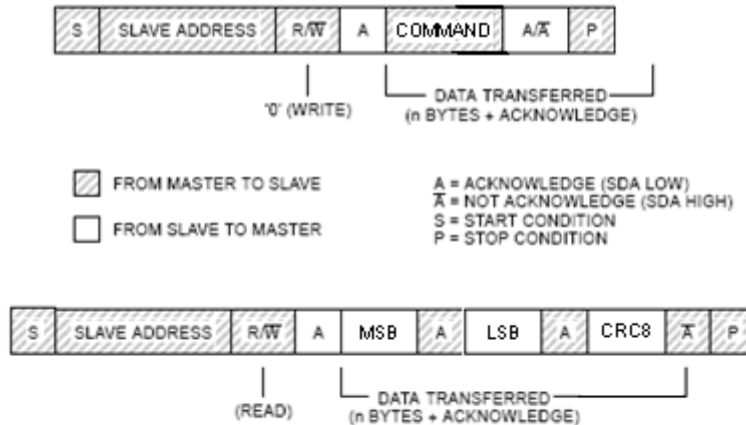 S SLAVE ADDRESS R/W̅ A COMMAND A/A̅ P
"0" (WRITE)
DATA TRANSFERRED
(n BYTES + ACKNOWLEDGE)
FROM MASTER TO SLAVE
FROM SLAVE TO MASTER
A = ACKNOWLEDGE (SDA LOW)
A̅ = NOT ACKNOWLEDGE (SDA HIGH)
S = START CONDITION
P = STOP CONDITION
S SLAVE ADDRESS R/W̅ A MSB A LSB A CRC8 A̅ P
(READ)
DATA TRANSFERRED
(n BYTES + ACKNOWLEDGE)